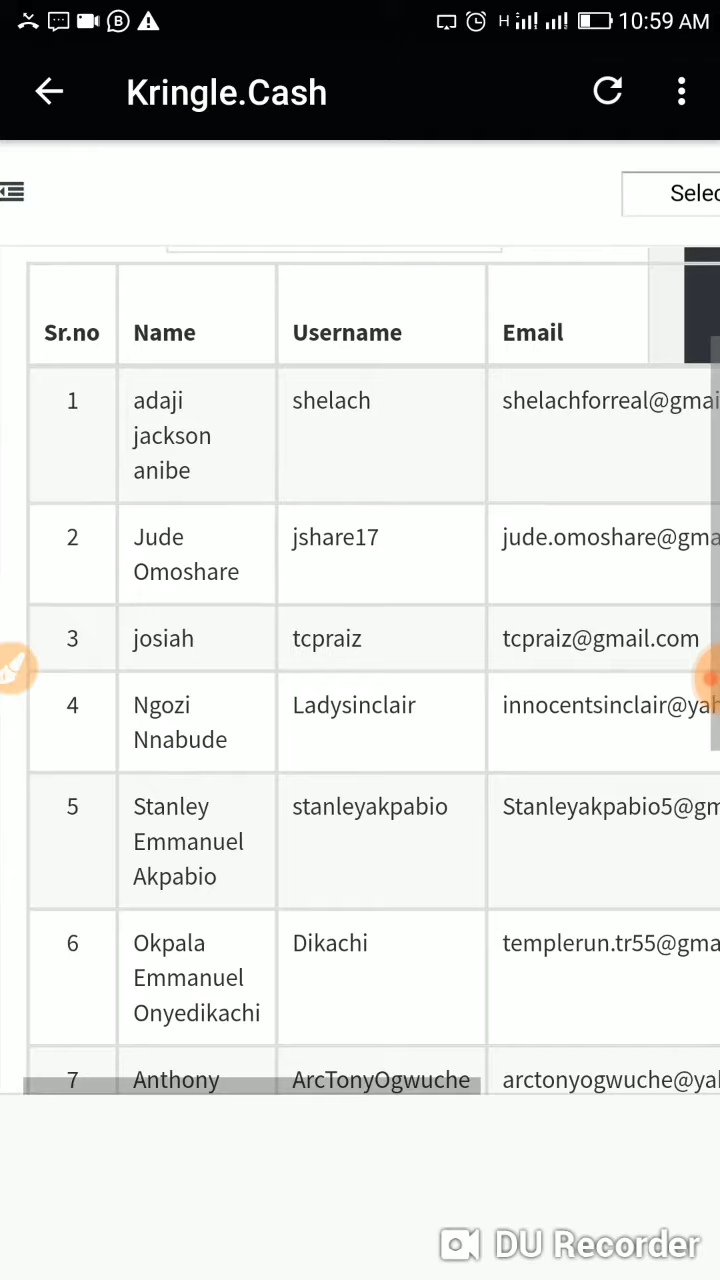 10:59 AM
Kringle.Cash
Selec
Sr.no Name Username Email
1 adaji shelach shelachforreal@gmai
jackson
anibe
2 Jude jshare17 jude.omoshare@gma
Omoshare
3 josiah tcpraiz tcpraiz@gmail.com
4 Ngozi Ladysinclair innocentsinclair@yah
Nnabude
5 Stanley stanleyakpabio Stanleyakpabio5@gm
Emmanuel
Akpabio
6 Okpala Dikachi templerun.tr55@gma
Emmanuel
Onyedikachi
7 Anthony ArcTonyOgwuche arctonyogwuche@yal
DU Recorder